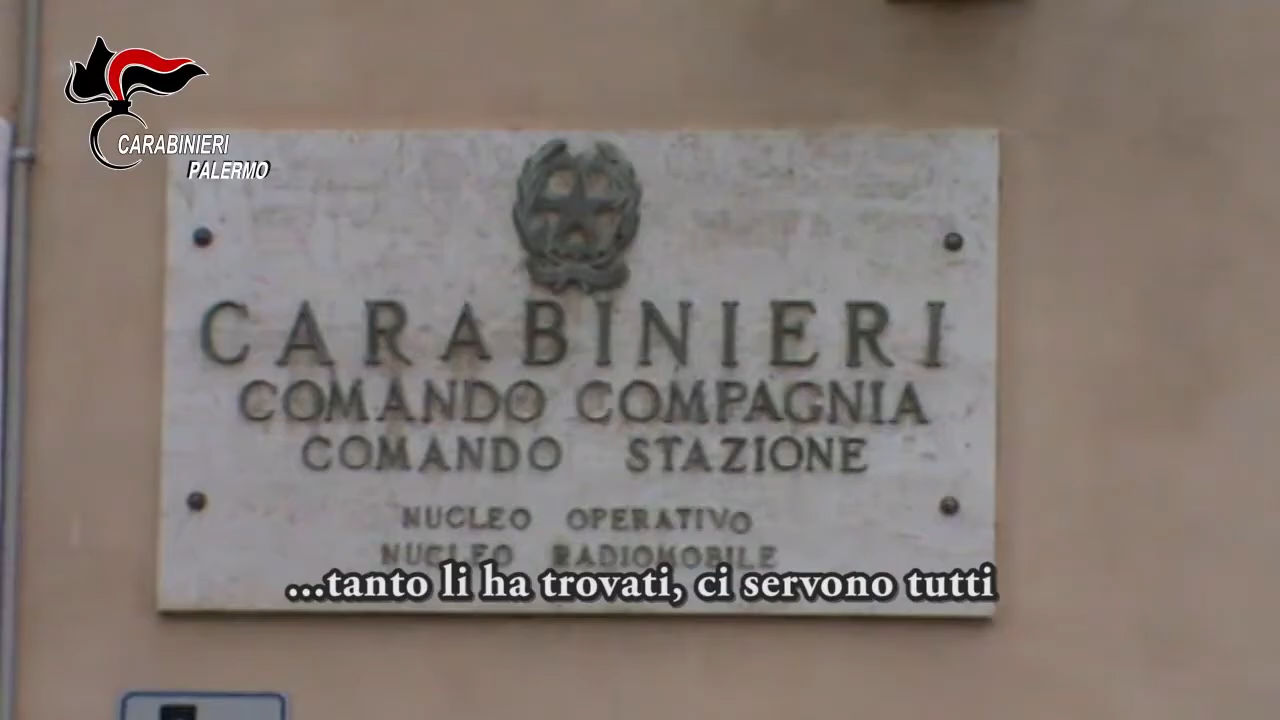 CARABINIERI
PALERMO
CARABINIERI
COMANDO COMPAGNIA
COMANDO STAZIONE
NUCLEO OPERATIVO
NUCLEO RADIOMOBILE
...tanto li ha trovati, ci servono tutti